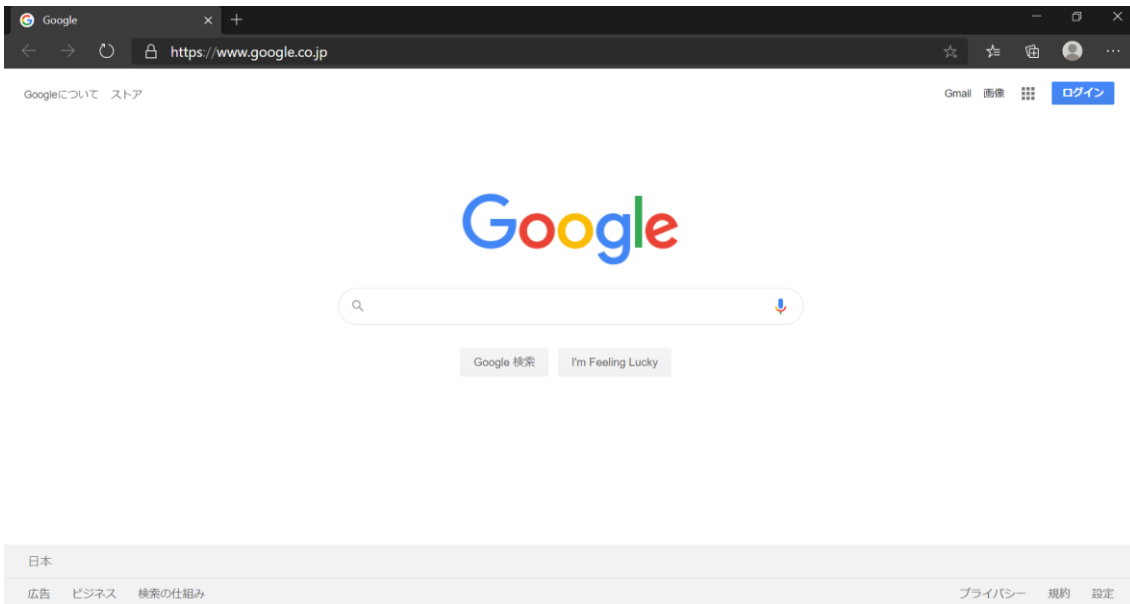 Google
https://www.google.co.jp
Googleについて ストア
Gmail 画像 ログイン
Google
Google 検索 I'm Feeling Lucky
日本
広告 ビジネス 検索の仕組み プライバシー 規約 設定